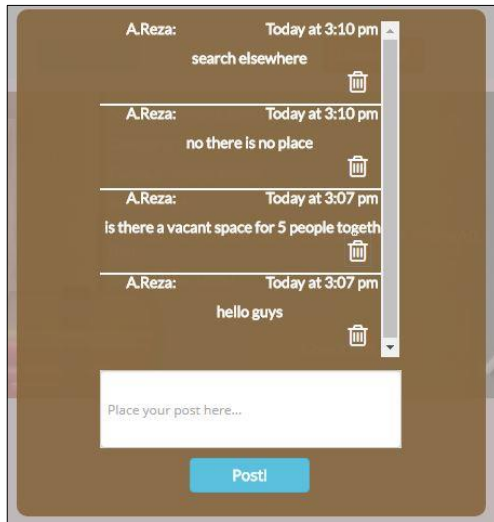 A.Reza: Today at 3:10 pm
search elsewhere
A.Reza: Today at 3:10 pm
no there is no place
A.Reza: Today at 3:07 pm
is there a vacant space for 5 people togeth
A.Reza: Today at 3:07 pm
hello guys
Place your post here...
Post!